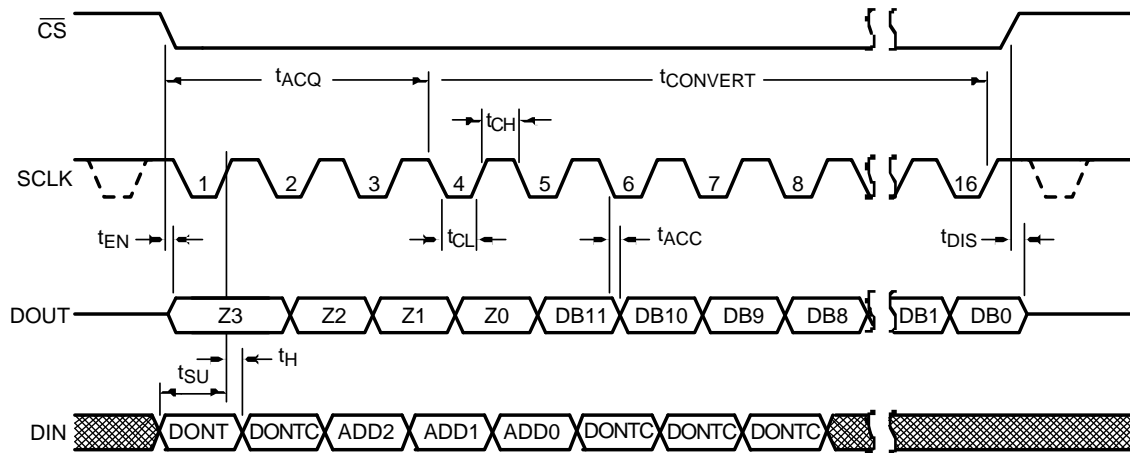 CS
tACQ
tCONVERT
tCH
SCLK
1 2 3 4 5 6 7 8 16
tEN
tCL
tACC
tDIS
DOUT
Z3 Z2 Z1 Z0 DB11 DB10 DB9 DB8 DB1 DB0
tH
tSU
DIN
DONT DONTC ADD2 ADD1 ADD0 DONTC DONTC DONTC